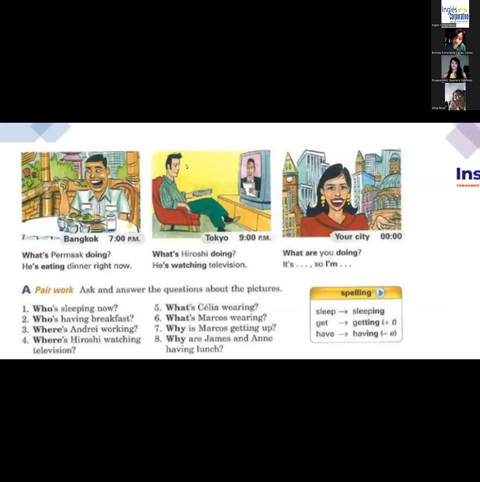 Inglés
Corporativo
Ins
Bangkok 7:00 P.M.
What's Permsak doing?
He's eating dinner right now.
Tokyo 9:00 P.M.
What's Hiroshi doing?
He's watching television.
Your city 00:00
What are you doing?
It's . . . , so I'm . . .
A Pair work Ask and answer the questions about the pictures.
1. Who's sleeping now?
2. Who's having breakfast?
3. Where's Andrei working?
4. Where's Hiroshi watching
television?
5. What's Célia wearing?
6. What's Marcos wearing?
7. Why is Marcos getting up?
8. Why are James and Anne
having lunch?
spelling
sleep → sleeping
get → getting (+ t)
have → having (– e)